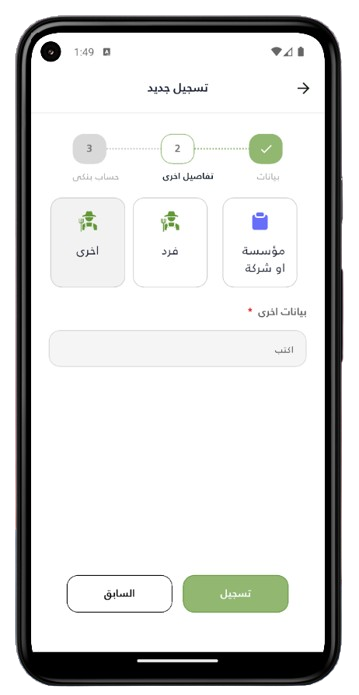 1:49
تسجيل جديد
2
3
بيانات
تفاصيل اخرى
حساب بنكي
مؤسسة
او شركة
فرد
اخرى
بيانات اخرى *
اكتب
تسجيل
السابق